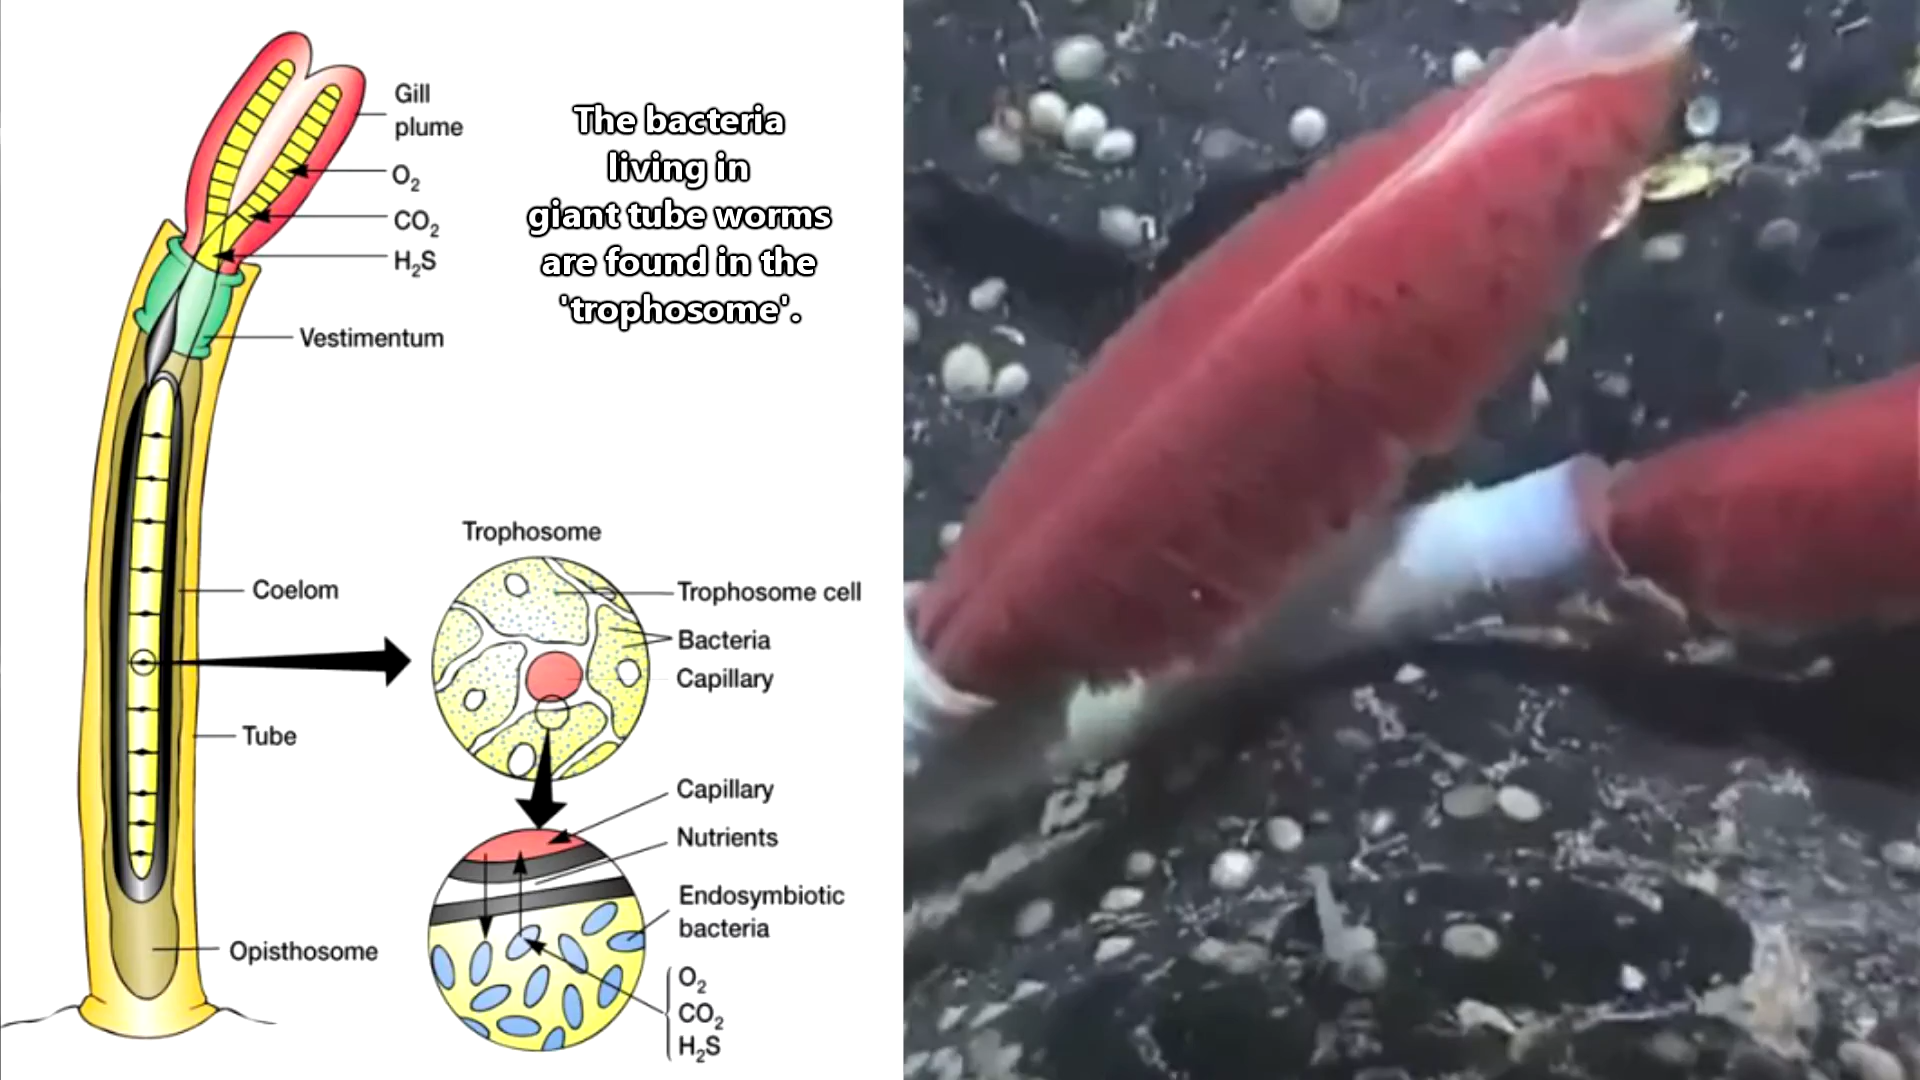 Gill
plume
O₂
CO₂
H₂S
Vestimentum
The bacteria
living in
giant tube worms
are found in the
'trophosome'.
Coelom
Tube
Opisthosome
Trophosome
Trophosome cell
Bacteria
Capillary
Capillary
Nutrients
Endosymbiotic
bacteria
O₂
CO₂
H₂S